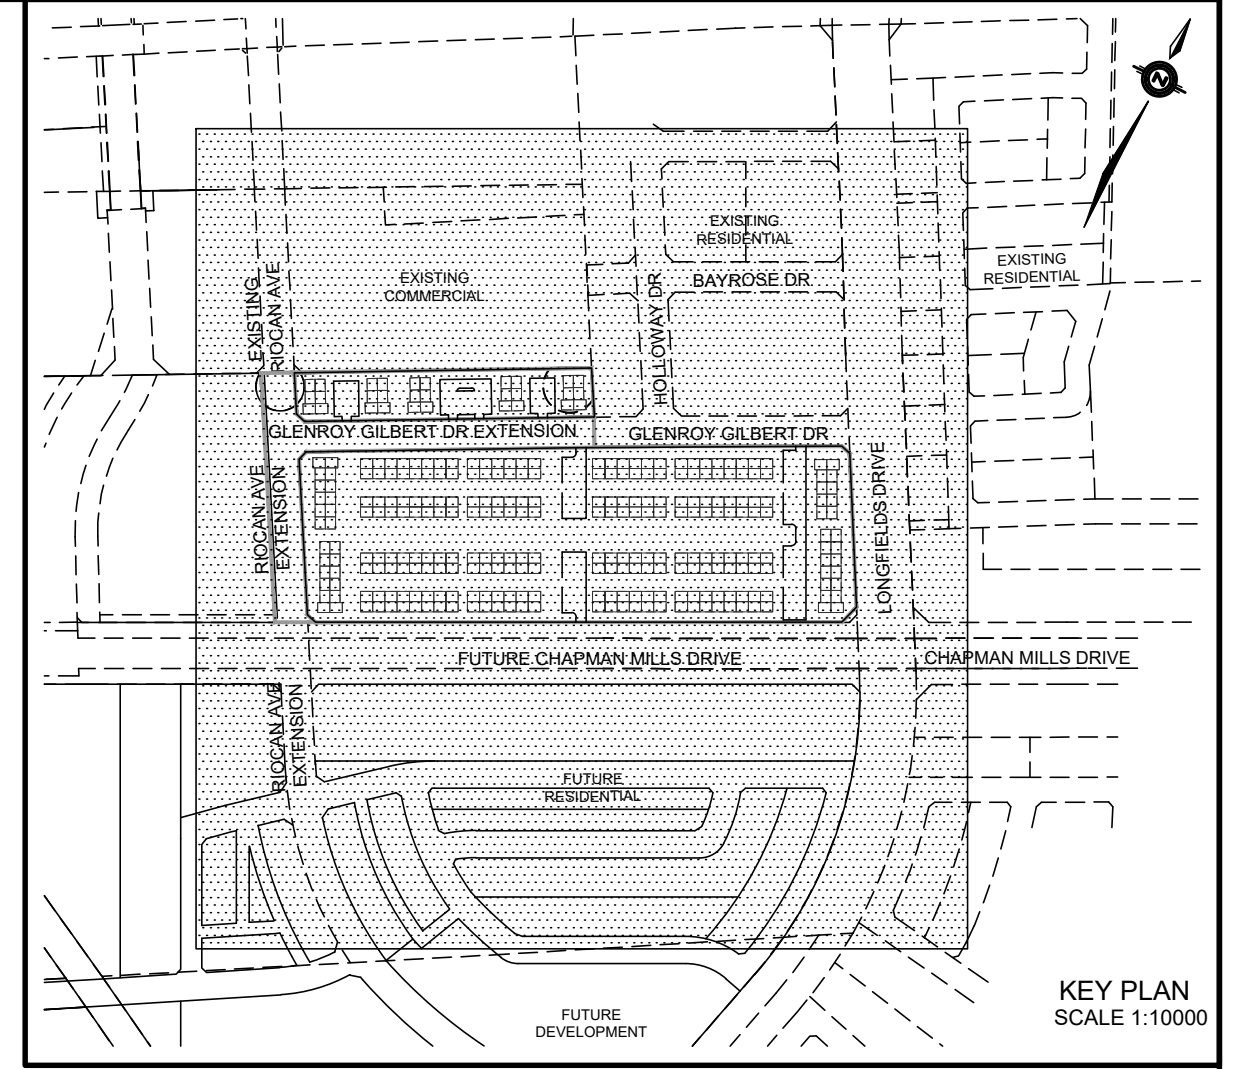 N
EXISTING
RESIDENTIAL
EXISTING
RESIDENTIAL
EXISTING
COMMERCIAL
BAYROSE DR
EXISTING
RIOCAN AVE
HOLLOWAY DR
GLENROY GILBERT DR EXTENSION
GLENROY GILBERT DR
RIOCAN AVE
EXTENSION
LONGFIELDS DRIVE
FUTURE CHAPMAN MILLS DRIVE
CHAPMAN MILLS DRIVE
RIOCAN AVE
EXTENSION
FUTURE
RESIDENTIAL
FUTURE
DEVELOPMENT
KEY PLAN
SCALE 1:10000